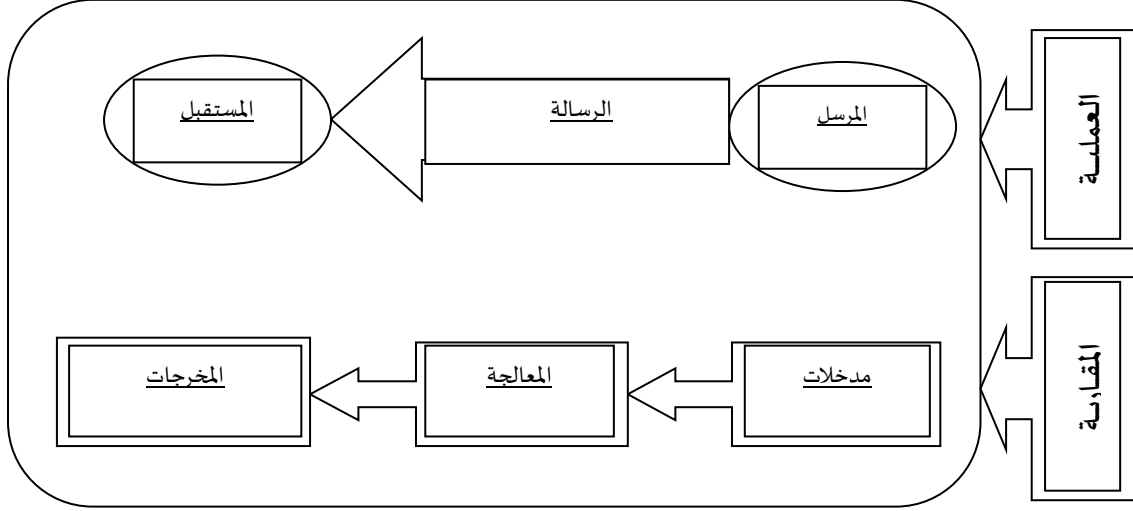 العملية
المرسل
الرسالة
المستقبل
المقاربة
مدخلات
المعالجة
المخرجات